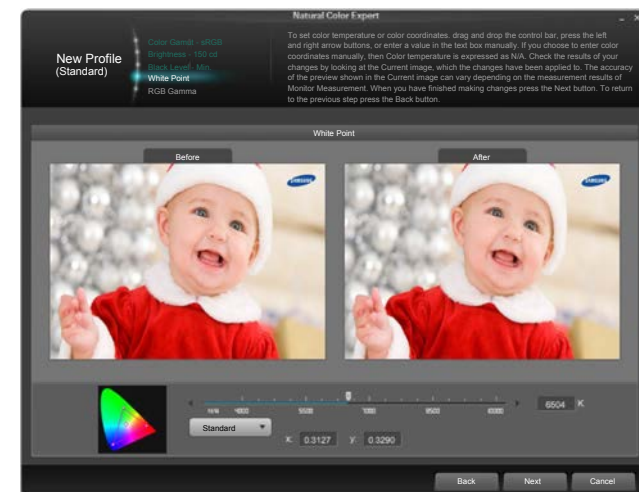 Natural Color Expert
New Profile
(Standard)
Color Gamut - sRGB
Brightness - 150 cd
Black Level - Min.
White Point
RGB Gamma
To set color temperature or color coordinates. drag and drop the control bar, press the left
and right arrow buttons, or enter a value in the text box manually. If you choose to enter color
coordinates manually, then Color temperature is expressed as N/A. Check the results of your
changes by looking at the Current image, which the changes have been applied to. The accuracy
of the preview shown in the Current image can vary depending on the measurement results of
Monitor Measurement. When you have finished making changes press the Next button. To return
to the previous step press the Back button.
White Point
Before
After
SAMSUNG
SAMSUNG
N/A 4000 5500 7000 8500 10000
6504 K
Standard
x: 0.3127 y: 0.3290
Back Next Cancel